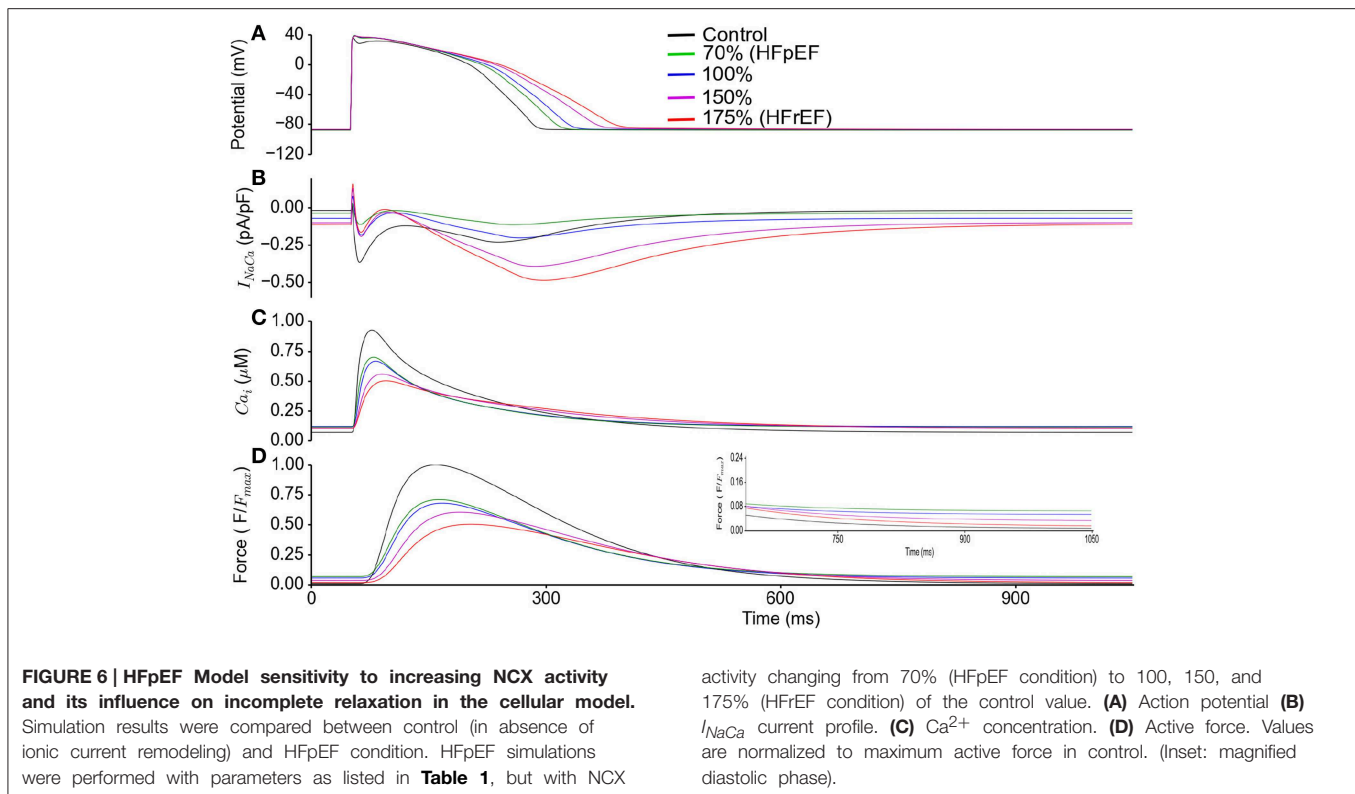 A
Potential (mV)
40
0
−40
−80
−120
Control
70% (HFpEF
100%
150%
175% (HFrEF)
B
I_NaCa (pA/pF)
0.00
−0.25
−0.50
C
Ca_i (μM)
1.00
0.75
0.50
0.25
0.00
D
Force ( F/F_max)
1.00
0.75
0.50
0.25
0.00
Force ( F/F_max)
0.24
0.16
0.08
0.00
750
900
1050
Time (ms)
0
300
600
900
Time (ms)
FIGURE 6 | HFpEF Model sensitivity to increasing NCX activity
and its influence on incomplete relaxation in the cellular model.
Simulation results were compared between control (in absence of
ionic current remodeling) and HFpEF condition. HFpEF simulations
were performed with parameters as listed in Table 1, but with NCX
activity changing from 70% (HFpEF condition) to 100, 150, and
175% (HFrEF condition) of the control value. (A) Action potential (B)
I_NaCa current profile. (C) Ca²⁺ concentration. (D) Active force. Values
are normalized to maximum active force in control. (Inset: magnified
diastolic phase).